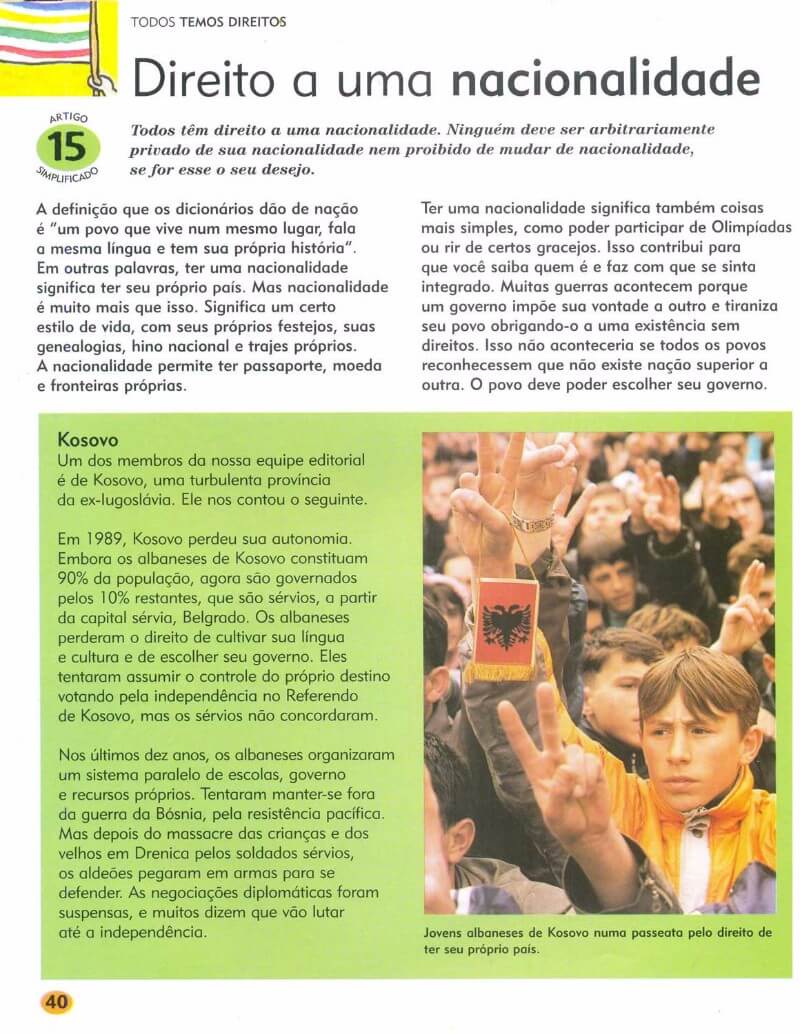 TODOS TEMOS DIREITOS
Direito a uma nacionalidade
ARTIGO
15
SIMPLIFICADO
Todos têm direito a uma nacionalidade. Ninguém deve ser arbitrariamente
privado de sua nacionalidade nem proibido de mudar de nacionalidade,
se for esse o seu desejo.
A definição que os dicionários dão de nação
é “um povo que vive num mesmo lugar, fala
a mesma língua e tem sua própria história”.
Em outras palavras, ter uma nacionalidade
significa ter seu próprio país. Mas nacionalidade
é muito mais que isso. Significa um certo
estilo de vida, com seus próprios festejos, suas
genealogias, hino nacional e trajes próprios.
A nacionalidade permite ter passaporte, moeda
e fronteiras próprias.
Ter uma nacionalidade significa também coisas
mais simples, como poder participar de Olimpíadas
ou rir de certos gracejos. Isso contribui para
que você saiba quem é e faz com que se sinta
integrado. Muitas guerras acontecem porque
um governo impõe sua vontade a outro e tiraniza
seu povo obrigando-o a uma existência sem
direitos. Isso não aconteceria se todos os povos
reconhecessem que não existe nação superior a
outra. O povo deve poder escolher seu governo.
Kosovo
Um dos membros da nossa equipe editorial
é de Kosovo, uma turbulenta província
da ex-Iugoslávia. Ele nos contou o seguinte.
Em 1989, Kosovo perdeu sua autonomia.
Embora os albaneses de Kosovo constituam
90% da população, agora são governados
pelos 10% restantes, que são sérvios, a partir
da capital sérvia, Belgrado. Os albaneses
perderam o direito de cultivar sua língua
e cultura e de escolher seu governo. Eles
tentaram assumir o controle do próprio destino
votando pela independência no Referendo
de Kosovo, mas os sérvios não concordaram.
Nos últimos dez anos, os albaneses organizaram
um sistema paralelo de escolas, governo
e recursos próprios. Tentaram manter-se fora
da guerra da Bósnia, pela resistência pacífica.
Mas depois do massacre das crianças e dos
velhos em Drenica pelos soldados sérvios,
os aldeões pegaram em armas para se
defender. As negociações diplomáticas foram
suspensas, e muitos dizem que vão lutar
até a independência.
Jovens albaneses de Kosovo numa passeata pelo direito de
ter seu próprio país.
40